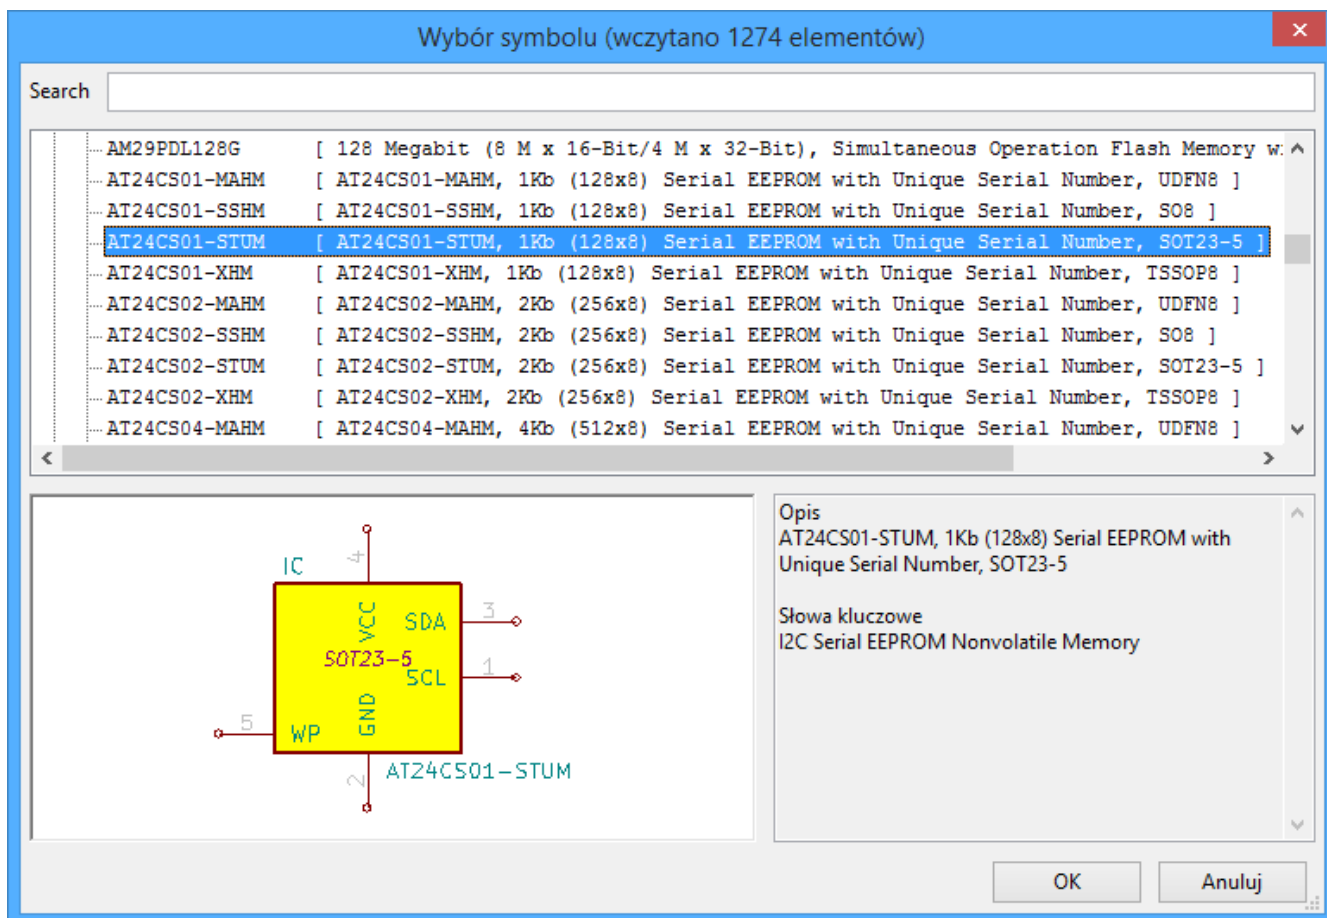 Wybór symbolu (wczytano 1274 elementów)
Search
AM29PDL128G [ 128 Megabit (8 M x 16-Bit/4 M x 32-Bit), Simultaneous Operation Flash Memory w
AT24CS01-MAHM [ AT24CS01-MAHM, 1Kb (128x8) Serial EEPROM with Unique Serial Number, UDFN8 ]
AT24CS01-SSHM [ AT24CS01-SSHM, 1Kb (128x8) Serial EEPROM with Unique Serial Number, SO8 ]
AT24CS01-STUM [ AT24CS01-STUM, 1Kb (128x8) Serial EEPROM with Unique Serial Number, SOT23-5 ]
AT24CS01-XHM [ AT24CS01-XHM, 1Kb (128x8) Serial EEPROM with Unique Serial Number, TSSOP8 ]
AT24CS02-MAHM [ AT24CS02-MAHM, 2Kb (256x8) Serial EEPROM with Unique Serial Number, UDFN8 ]
AT24CS02-SSHM [ AT24CS02-SSHM, 2Kb (256x8) Serial EEPROM with Unique Serial Number, SO8 ]
AT24CS02-STUM [ AT24CS02-STUM, 2Kb (256x8) Serial EEPROM with Unique Serial Number, SOT23-5 ]
AT24CS02-XHM [ AT24CS02-XHM, 2Kb (256x8) Serial EEPROM with Unique Serial Number, TSSOP8 ]
AT24CS04-MAHM [ AT24CS04-MAHM, 4Kb (512x8) Serial EEPROM with Unique Serial Number, UDFN8 ]
IC
4
VCC
SDA
3
SOT23-5
SCL
1
5
WP
GND
2
AT24CS01-STUM
Opis
AT24CS01-STUM, 1Kb (128x8) Serial EEPROM with
Unique Serial Number, SOT23-5
Słowa kluczowe
I2C Serial EEPROM Nonvolatile Memory
OK
Anuluj